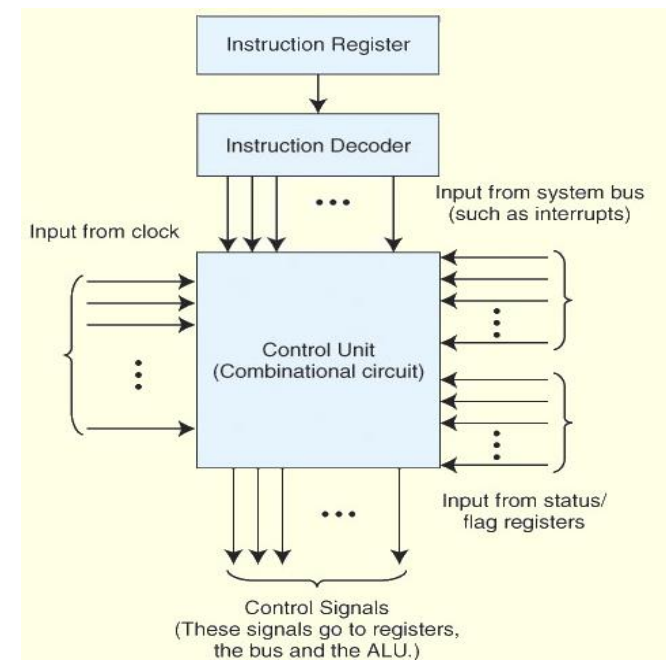 Instruction Register
Instruction Decoder
Input from system bus
(such as interrupts)
Input from clock
Control Unit
(Combinational circuit)
Input from status/
flag registers
Control Signals
(These signals go to registers,
the bus and the ALU.)